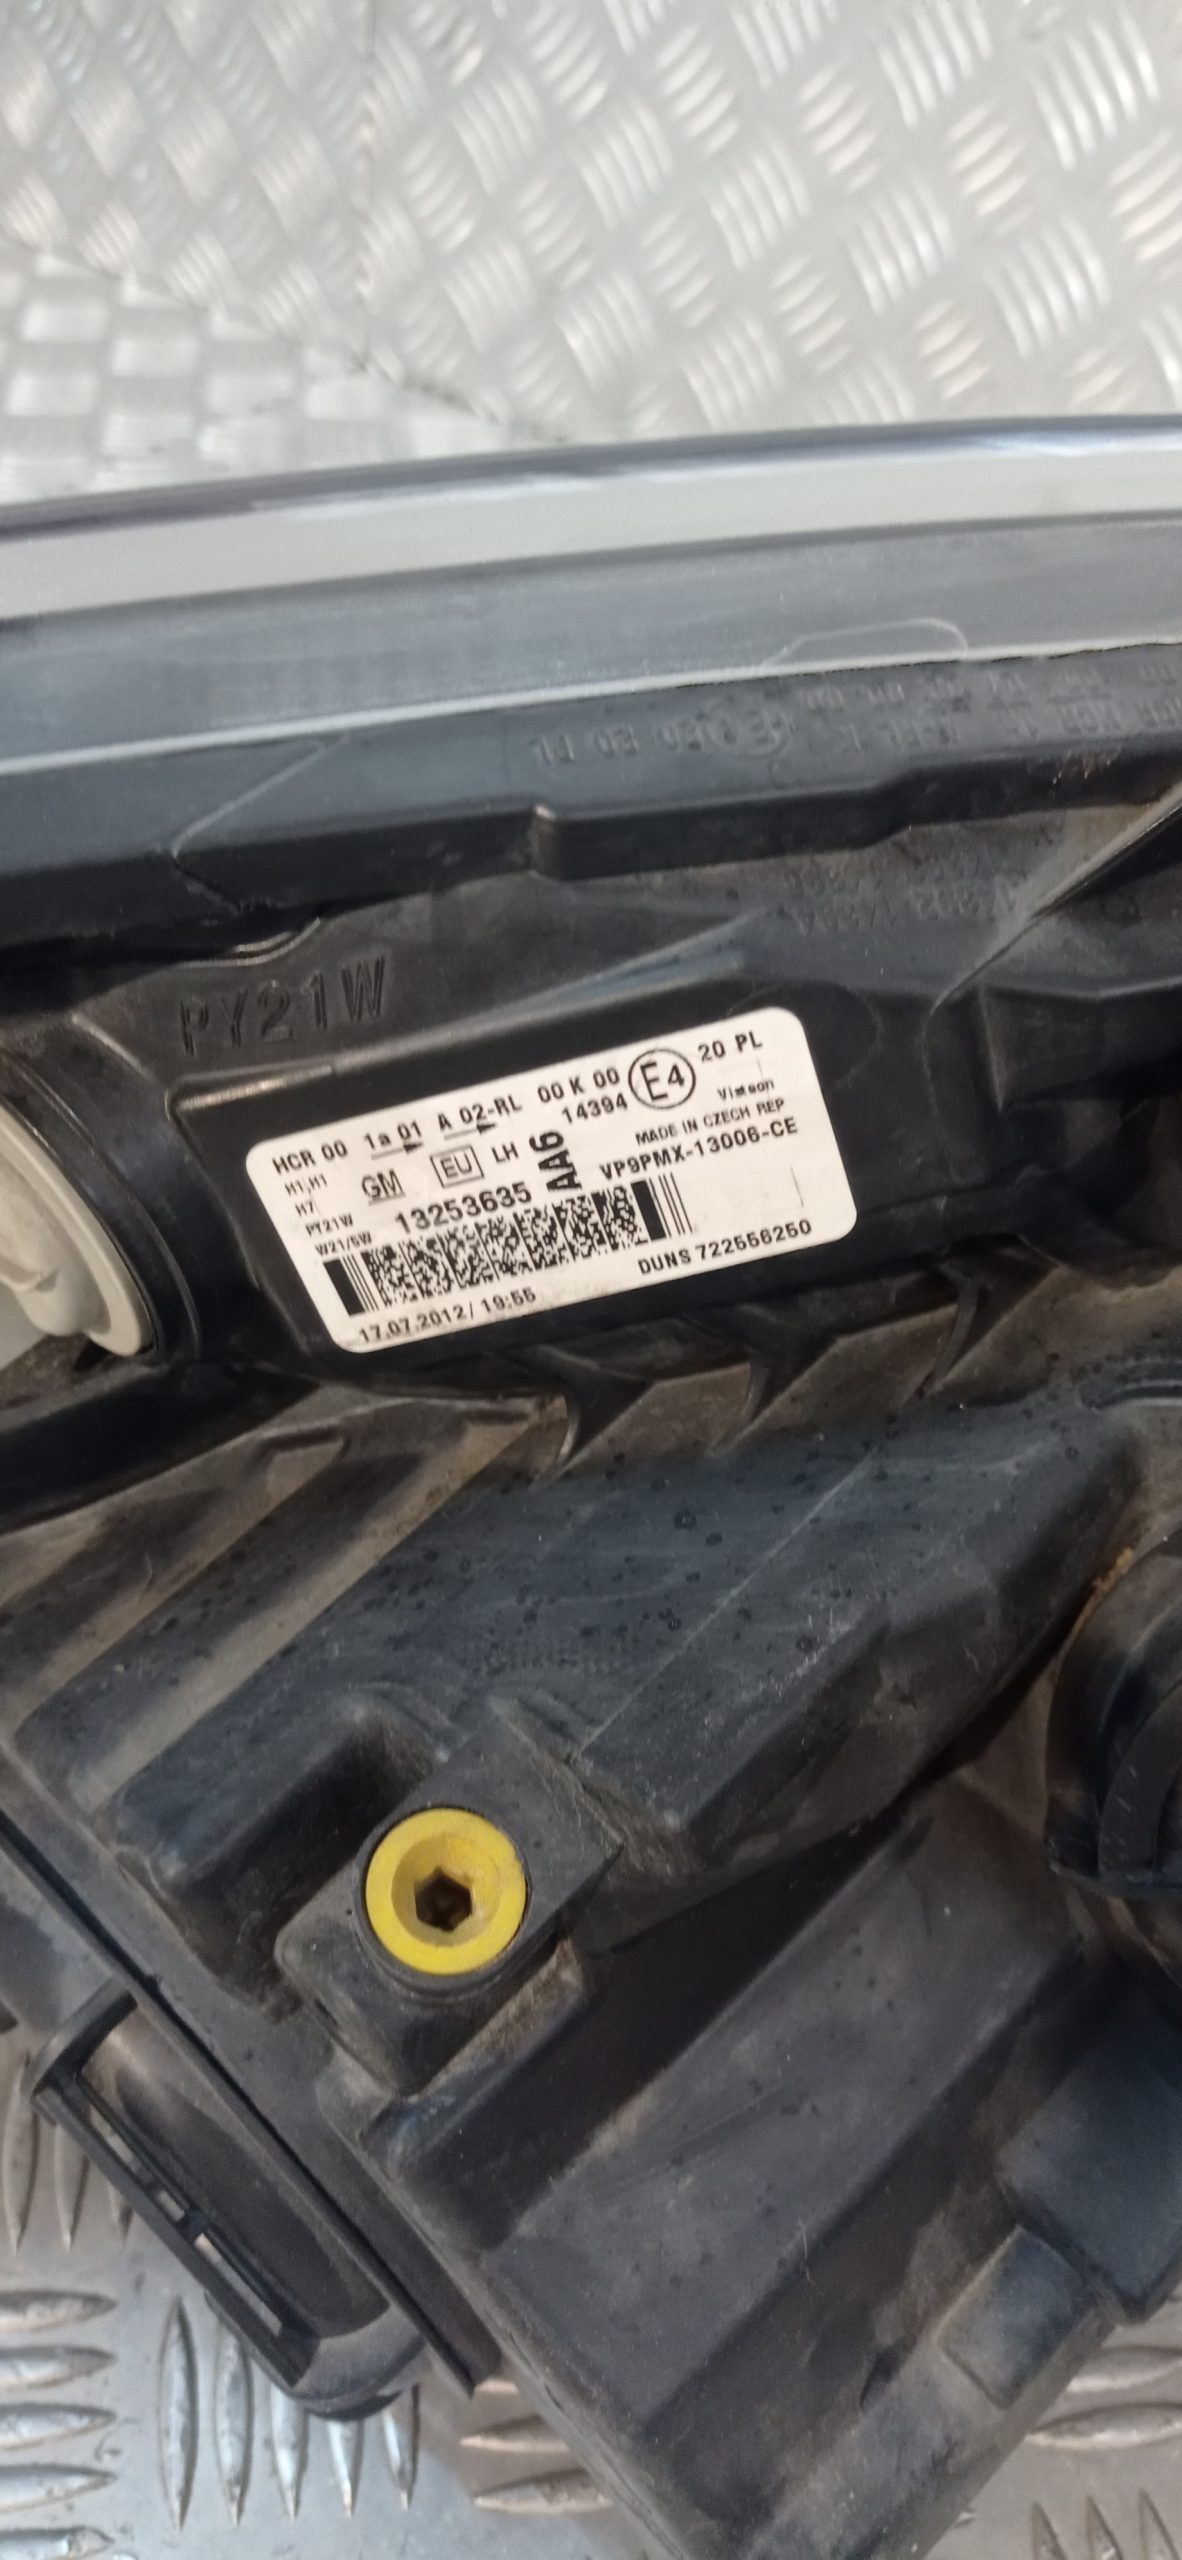 PY21W
HCR 00 1a 01 A 02-RL 00 K 00 E4 20 PL
H1,H1 GM EU LH AA6 14394 Visteon
H7 MADE IN CZECH REP
PY21W 13253635 VP9PMX-13006-CE
W21/5W
17.07.2012/ 19:55 DUNS 722556250